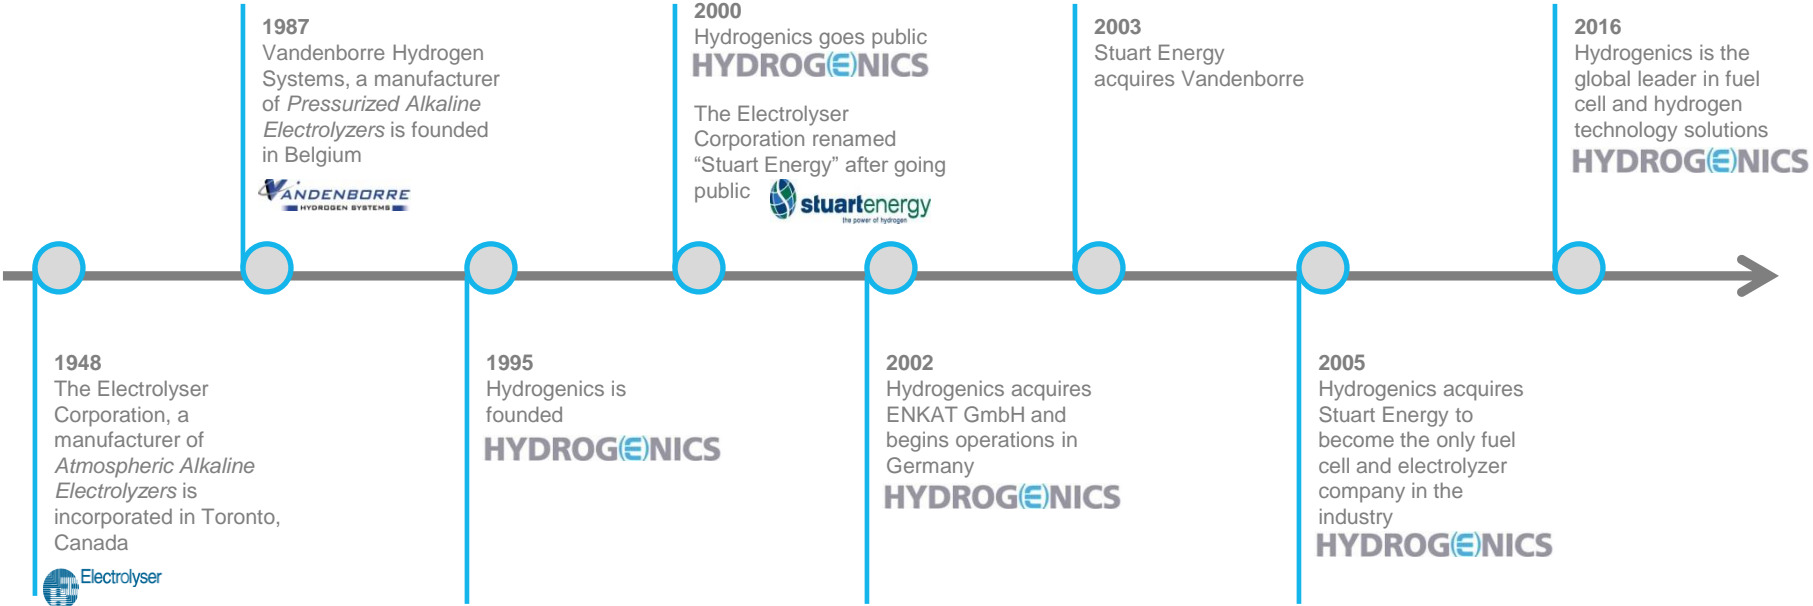 1987
Vandenborre Hydrogen
Systems, a manufacturer
of Pressurized Alkaline
Electrolyzers is founded
in Belgium
VANDENBORRE
HYDROGEN SYSTEMS
2000
Hydrogenics goes public
HYDROGENICS
The Electrolyser
Corporation renamed
“Stuart Energy” after going
public
stuartenergy
the power of hydrogen
2003
Stuart Energy
acquires Vandenborre
2016
Hydrogenics is the
global leader in fuel
cell and hydrogen
technology solutions
HYDROGENICS
1948
The Electrolyser
Corporation, a
manufacturer of
Atmospheric Alkaline
Electrolyzers is
incorporated in Toronto,
Canada
Electrolyser
1995
Hydrogenics is
founded
HYDROGENICS
2002
Hydrogenics acquires
ENKAT GmbH and
begins operations in
Germany
HYDROGENICS
2005
Hydrogenics acquires
Stuart Energy to
become the only fuel
cell and electrolyzer
company in the
industry
HYDROGENICS